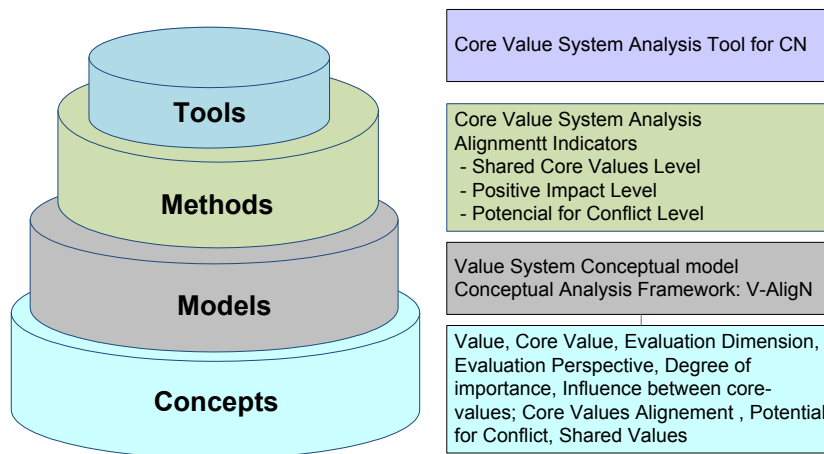 Tools
Core Value System Analysis Tool for CN
Methods
Core Value System Analysis
Alignmentt Indicators
- Shared Core Values Level
- Positive Impact Level
- Potencial for Conflict Level
Models
Value System Conceptual model
Conceptual Analysis Framework: V-AligN
Concepts
Value, Core Value, Evaluation Dimension,
Evaluation Perspective, Degree of
importance, Influence between core-
values; Core Values Alignement , Potential
for Conflict, Shared Values